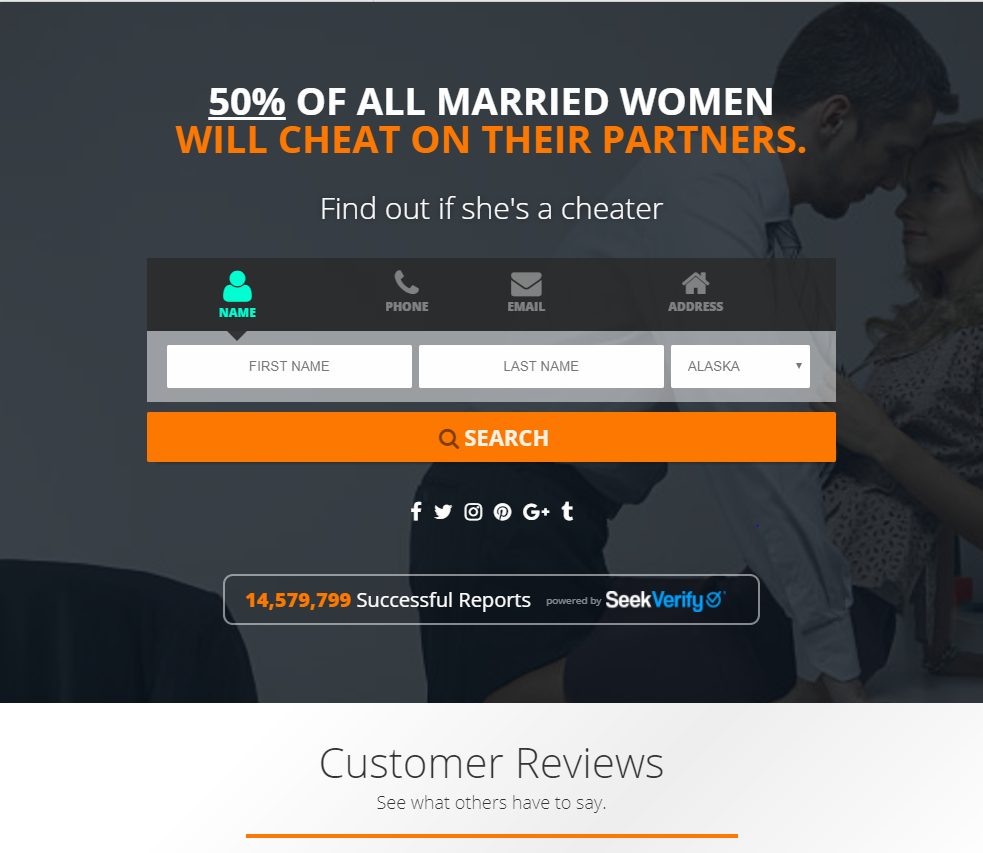 50% OF ALL MARRIED WOMEN
WILL CHEAT ON THEIR PARTNERS.
Find out if she's a cheater
NAME PHONE EMAIL ADDRESS
FIRST NAME LAST NAME ALASKA
SEARCH
14,579,799 Successful Reports powered by SeekVerify
Customer Reviews
See what others have to say.